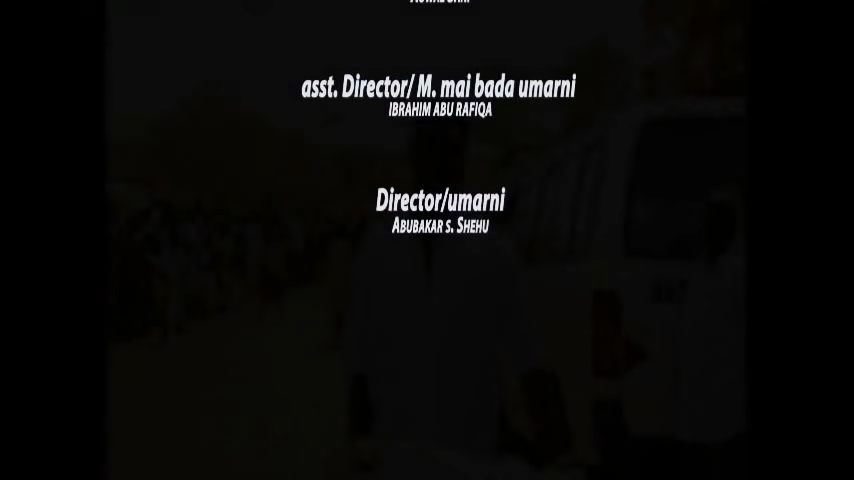 asst. Director/ M. mai bada umarni
IBRAHIM ABU RAFIQA
Director/umarni
ABUBAKAR S. SHEHU